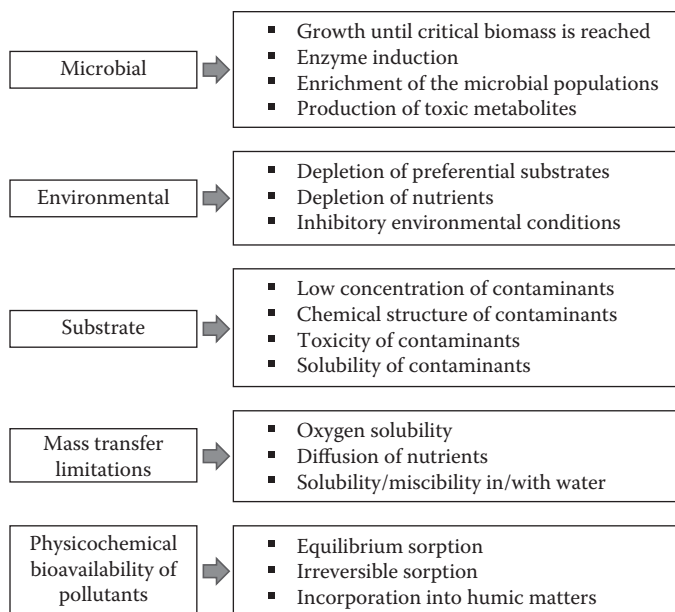 Microbial
▪ Growth until critical biomass is reached
▪ Enzyme induction
▪ Enrichment of the microbial populations
▪ Production of toxic metabolites
Environmental
▪ Depletion of preferential substrates
▪ Depletion of nutrients
▪ Inhibitory environmental conditions
Substrate
▪ Low concentration of contaminants
▪ Chemical structure of contaminants
▪ Toxicity of contaminants
▪ Solubility of contaminants
Mass transfer
limitations
▪ Oxygen solubility
▪ Diffusion of nutrients
▪ Solubility/miscibility in/with water
Physicochemical
bioavailability of
pollutants
▪ Equilibrium sorption
▪ Irreversible sorption
▪ Incorporation into humic matters